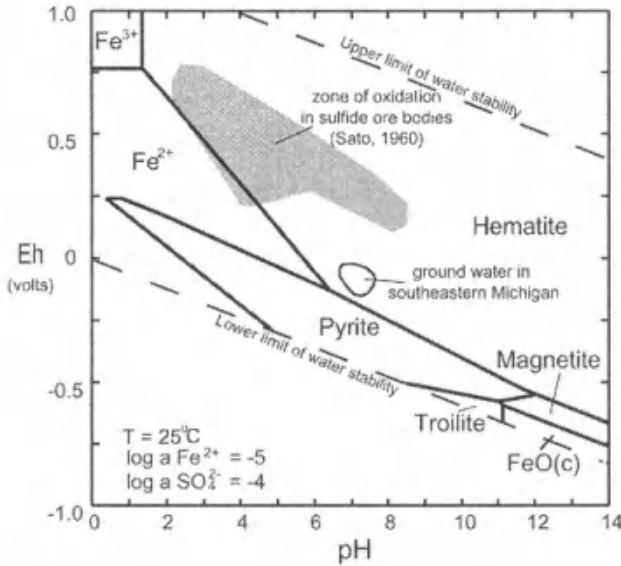 1.0
Fe3+
Upper limit of water stability
zone of oxidation
in sulfide ore bodies
(Sato, 1960)
0.5
Fe2+
Hematite
Eh
(volts)
0
ground water in
southeastern Michigan
Pyrite
Lower limit of water stability
Magnetite
-0.5
Troilite
FeO(c)
T = 25°C
log a Fe2+ = -5
log a SO42- = -4
-1.0
0 2 4 6 8 10 12 14
pH